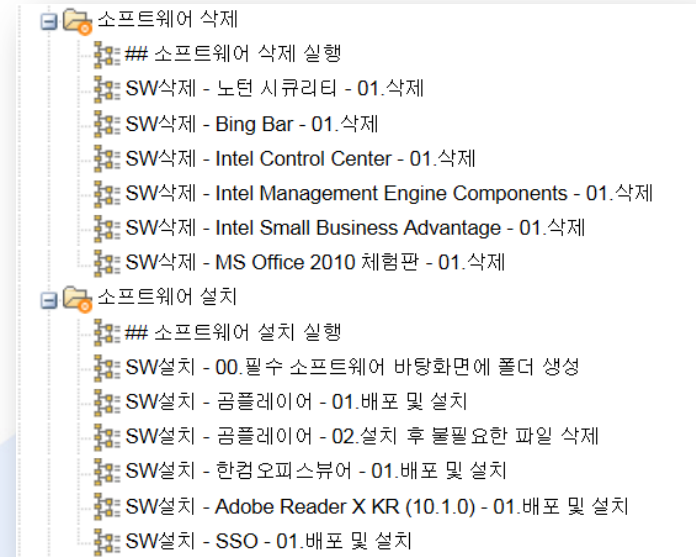 소프트웨어 삭제
## 소프트웨어 삭제 실행
SW삭제 - 노턴 시큐리티 - 01.삭제
SW삭제 - Bing Bar - 01.삭제
SW삭제 - Intel Control Center - 01.삭제
SW삭제 - Intel Management Engine Components - 01.삭제
SW삭제 - Intel Small Business Advantage - 01.삭제
SW삭제 - MS Office 2010 체험판 - 01.삭제
소프트웨어 설치
## 소프트웨어 설치 실행
SW설치 - 00.필수 소프트웨어 바탕화면에 폴더 생성
SW설치 - 곰플레이어 - 01.배포 및 설치
SW설치 - 곰플레이어 - 02.설치 후 불필요한 파일 삭제
SW설치 - 한컴오피스뷰어 - 01.배포 및 설치
SW설치 - Adobe Reader X KR (10.1.0) - 01.배포 및 설치
SW설치 - SSO - 01.배포 및 설치